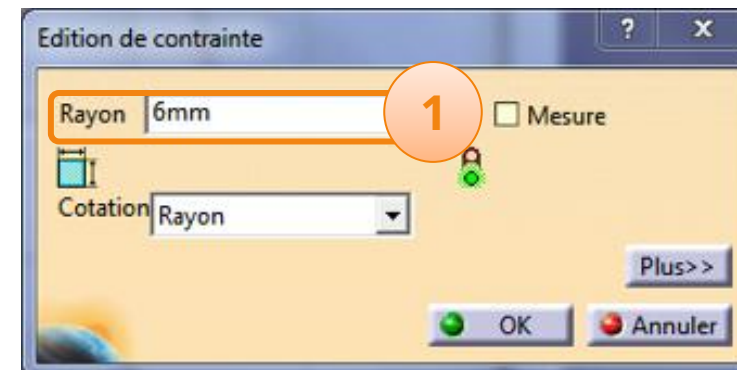 Edition de contrainte ? X
Rayon 6mm 1 Mesure
Cotation Rayon
Plus>>
OK Annuler